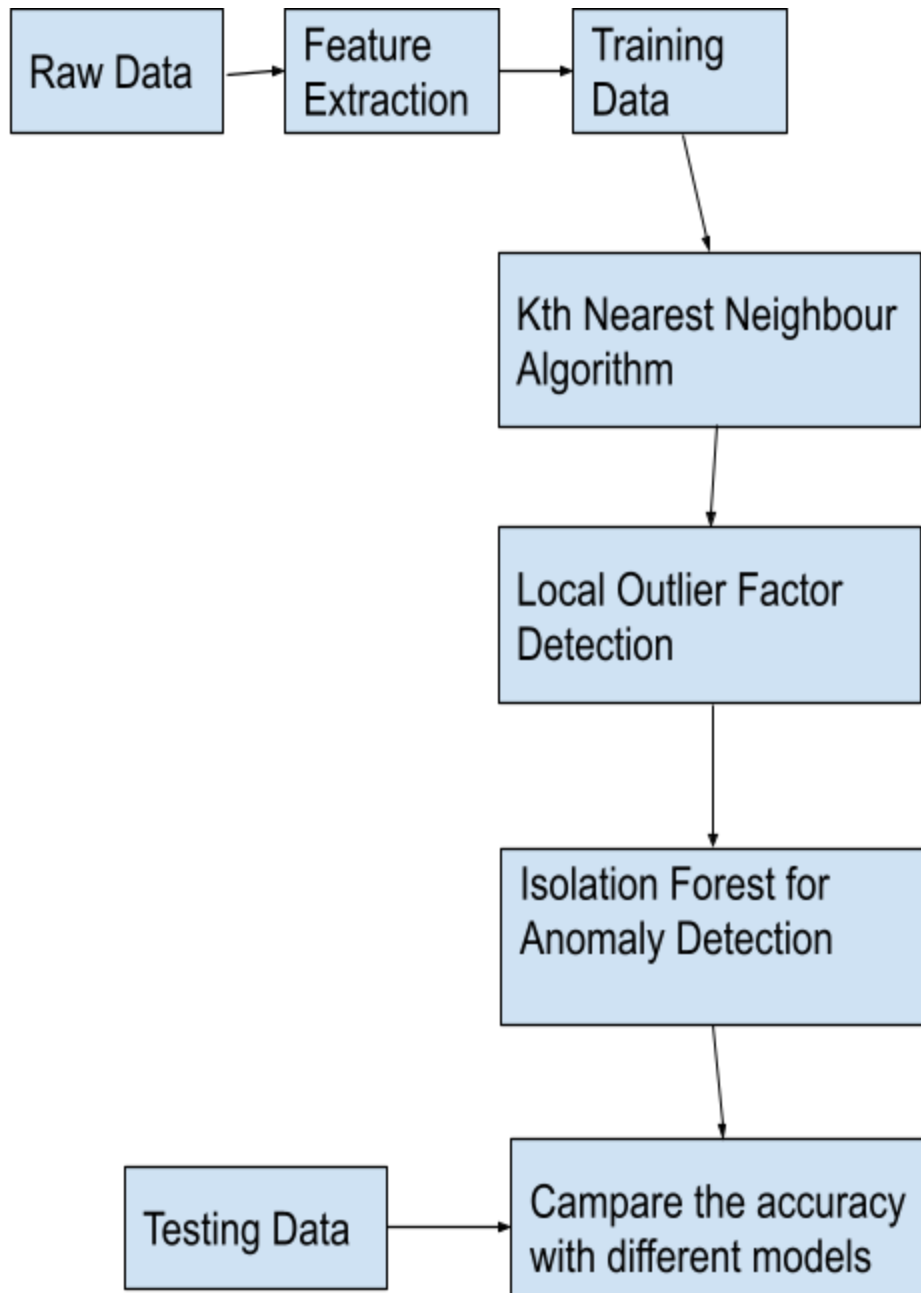 Raw Data
Feature
Extraction
Training
Data
Kth Nearest Neighbour
Algorithm
Local Outlier Factor
Detection
Isolation Forest for
Anomaly Detection
Testing Data
Campare the accuracy
with different models